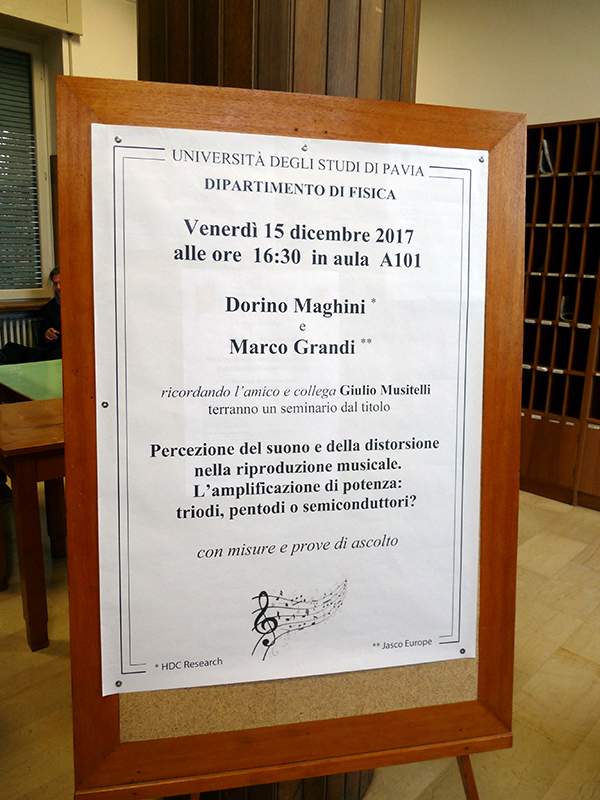 UNIVERSITÀ DEGLI STUDI DI PAVIA
DIPARTIMENTO DI FISICA
Venerdì 15 dicembre 2017
alle ore 16:30 in aula A101
Dorino Maghini *
e
Marco Grandi **
ricordando l'amico e collega Giulio Musitelli
terranno un seminario dal titolo
Percezione del suono e della distorsione
nella riproduzione musicale.
L'amplificazione di potenza:
triodi, pentodi o semiconduttori?
con misure e prove di ascolto
* HDC Research
** Jasco Europe